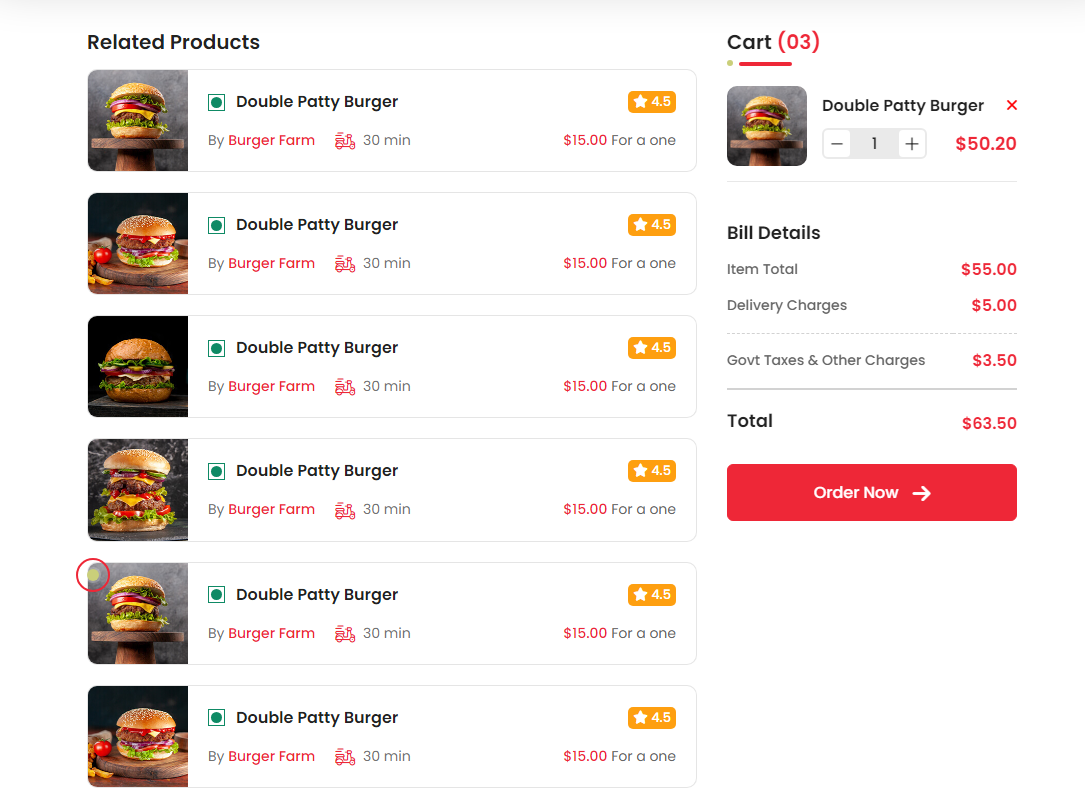 Related Products
Double Patty Burger 4.5
By Burger Farm 30 min $15.00 For a one
Double Patty Burger 4.5
By Burger Farm 30 min $15.00 For a one
Double Patty Burger 4.5
By Burger Farm 30 min $15.00 For a one
Double Patty Burger 4.5
By Burger Farm 30 min $15.00 For a one
Double Patty Burger 4.5
By Burger Farm 30 min $15.00 For a one
Double Patty Burger 4.5
By Burger Farm 30 min $15.00 For a one
Cart (03)
Double Patty Burger ×
− 1 + $50.20
Bill Details
Item Total $55.00
Delivery Charges $5.00
Govt Taxes & Other Charges $3.50
Total $63.50
Order Now →